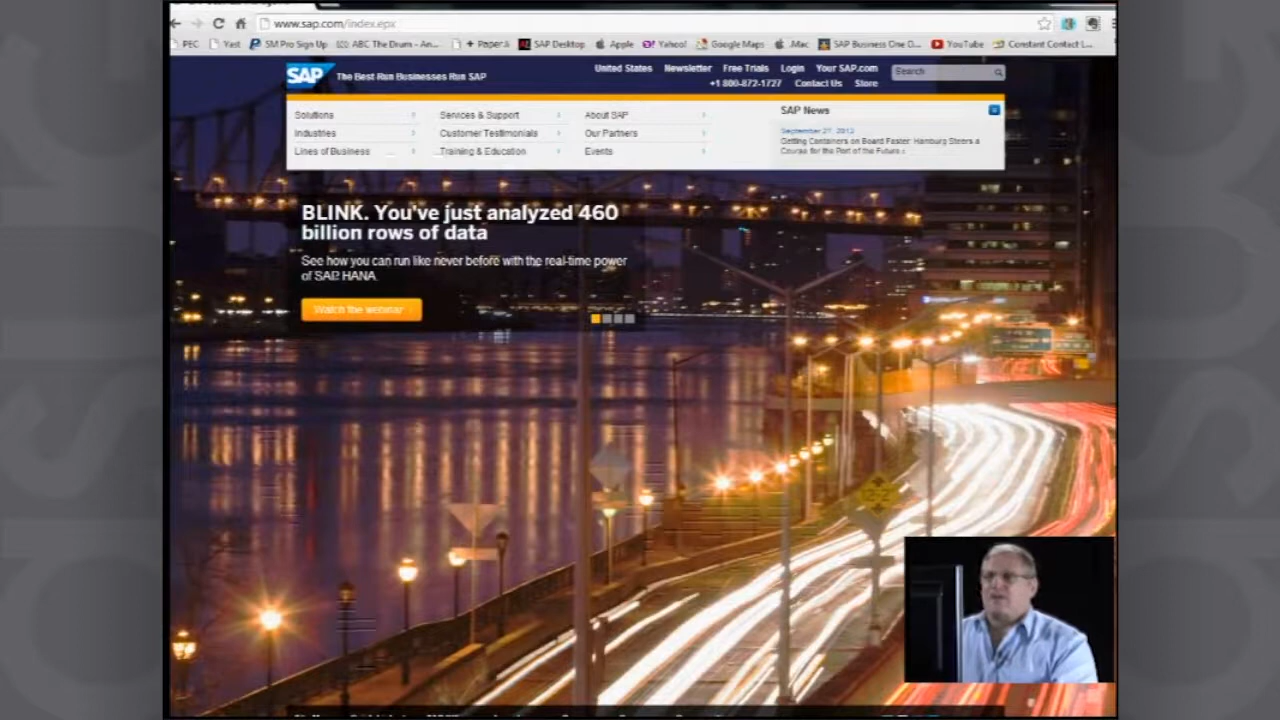 www.sap.com/index.epx
PEC Yast SM Pro Sign Up ABC The Drum - An... + Paper.li SAP Desktop Apple Yahoo! Google Maps .Mac SAP Business One O... YouTube Constant Contact L...
SAP The Best-Run Businesses Run SAP
United States Newsletter Free Trials Login Your SAP.com
+1 800-872-1727 Contact Us Store
Search
Solutions Services & Support About SAP
Industries Customer Testimonials Our Partners
Lines of Business Training & Education Events
SAP News
September 27, 2012
Getting Containers on Board Faster: Hamburg Steers a
Course for the Port of the Future
BLINK. You've just analyzed 460
billion rows of data
See how you can run like never before with the real-time power
of SAP HANA.
Watch the webinar
12-2